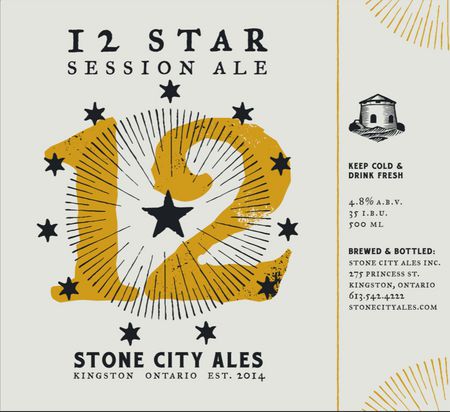 12 STAR
SESSION ALE
12
STONE CITY ALES
KINGSTON ONTARIO EST. 2014
KEEP COLD &
DRINK FRESH
4.8% A.B.V.
35 I.B.U.
500 ML
BREWED & BOTTLED:
STONE CITY ALES INC.
275 PRINCESS ST.
KINGSTON, ONTARIO
613.542.4222
STONECITYALES.COM